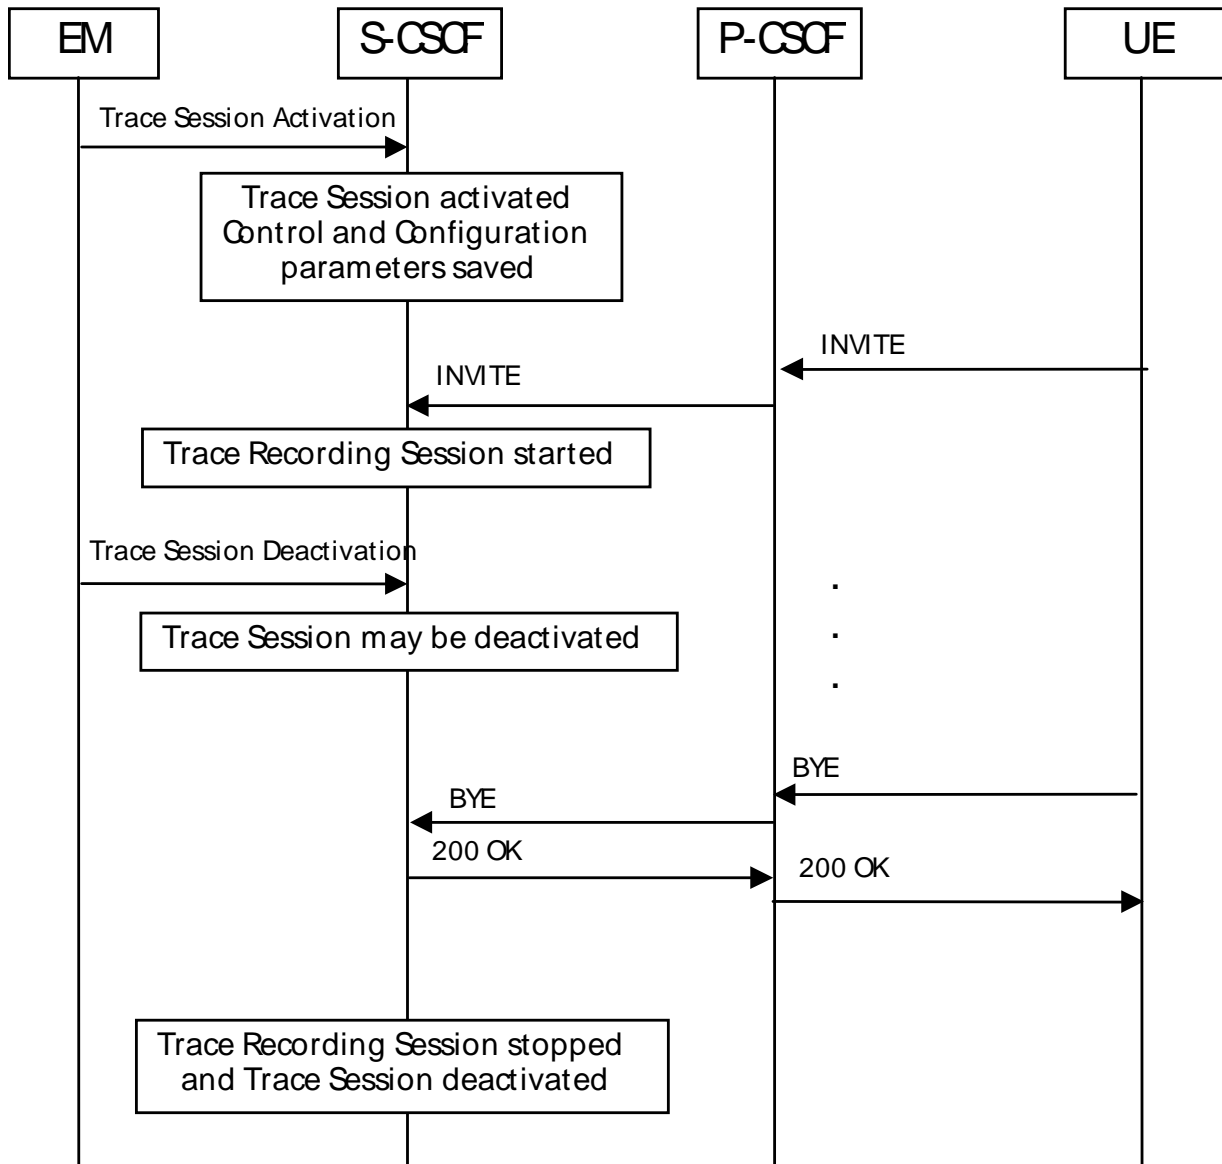 EM
S-CSCF
P-CSCF
UE
Trace Session Activation
Trace Session activated
Control and Configuration
parameters saved
INVITE
INVITE
Trace Recording Session started
Trace Session Deactivation
.
Trace Session may be deactivated
.
.
BYE
BYE
200 OK
200 OK
Trace Recording Session stopped
and Trace Session deactivated